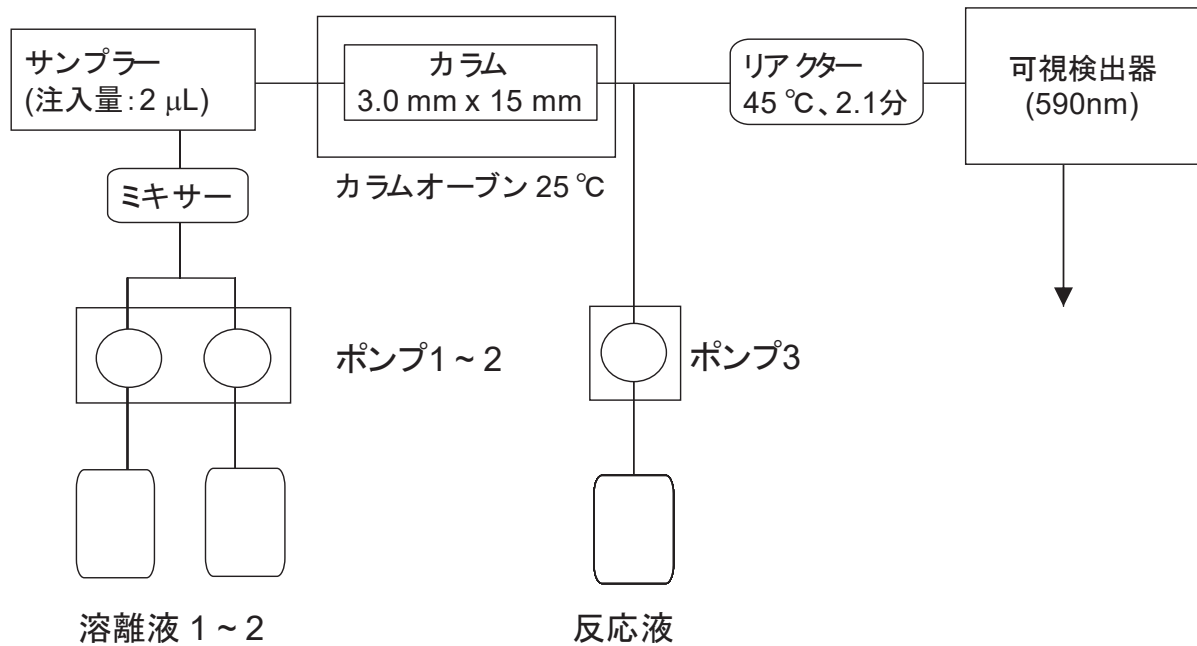 サンプラー
(注入量:2 μL)
カラム
3.0 mm x 15 mm
リアクター
45 ℃、2.1分
可視検出器
(590nm)
カラムオーブン 25 ℃
ミキサー
ポンプ1 ~ 2
ポンプ3
溶離液 1 ~ 2
反応液